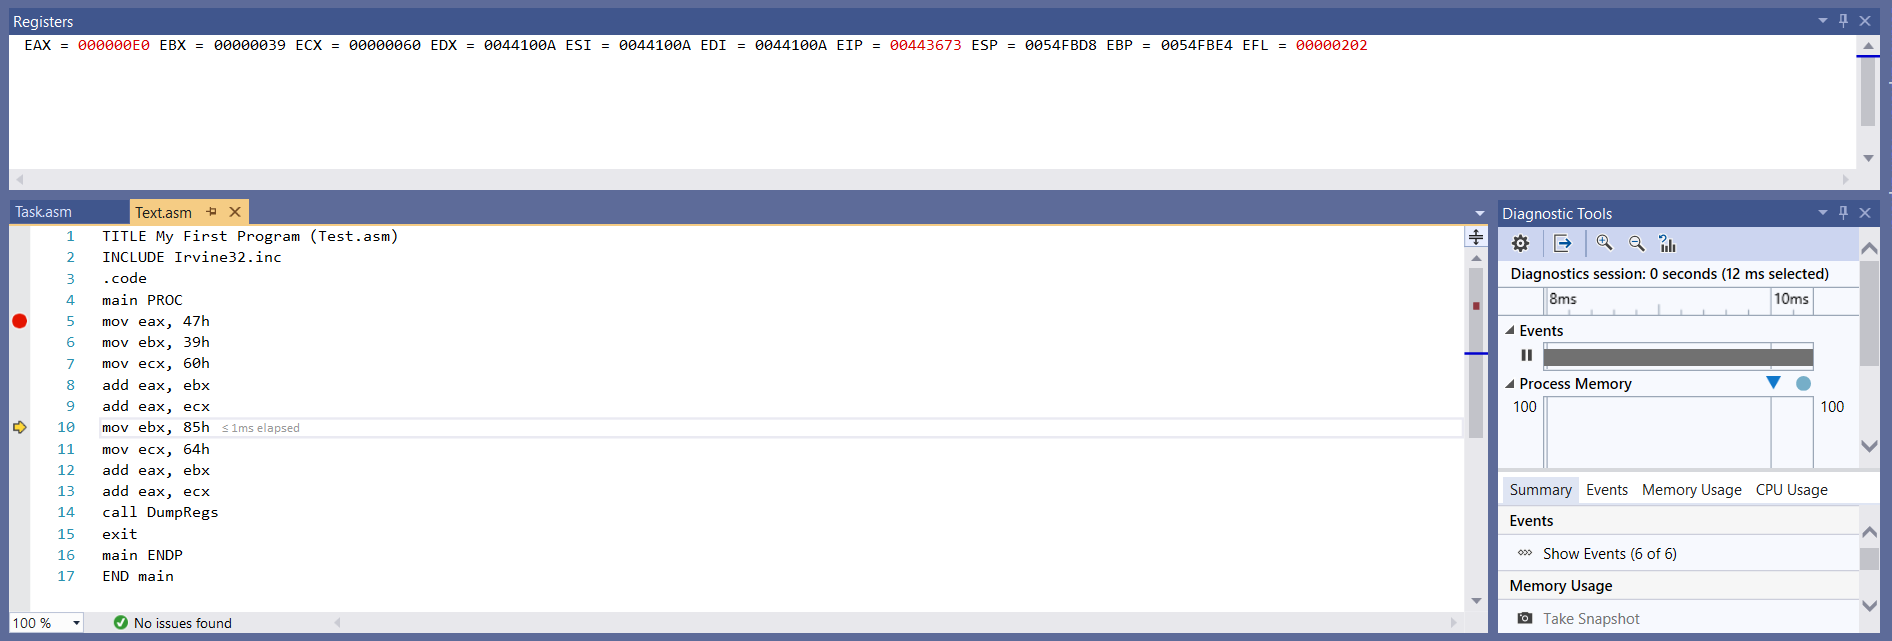 Registers
EAX = 000000E0 EBX = 00000039 ECX = 00000060 EDX = 0044100A ESI = 0044100A EDI = 0044100A EIP = 00443673 ESP = 0054FBD8 EBP = 0054FBE4 EFL = 00000202
Task.asm
Text.asm
1 TITLE My First Program (Test.asm)
2 INCLUDE Irvine32.inc
3 .code
4 main PROC
5 mov eax, 47h
6 mov ebx, 39h
7 mov ecx, 60h
8 add eax, ebx
9 add eax, ecx
10 mov ebx, 85h ≤ 1ms elapsed
11 mov ecx, 64h
12 add eax, ebx
13 add eax, ecx
14 call DumpRegs
15 exit
16 main ENDP
17 END main
100 %
No issues found
Diagnostic Tools
Diagnostics session: 0 seconds (12 ms selected)
8ms 10ms
Events
Process Memory
100 100
Summary Events Memory Usage CPU Usage
Events
Show Events (6 of 6)
Memory Usage
Take Snapshot